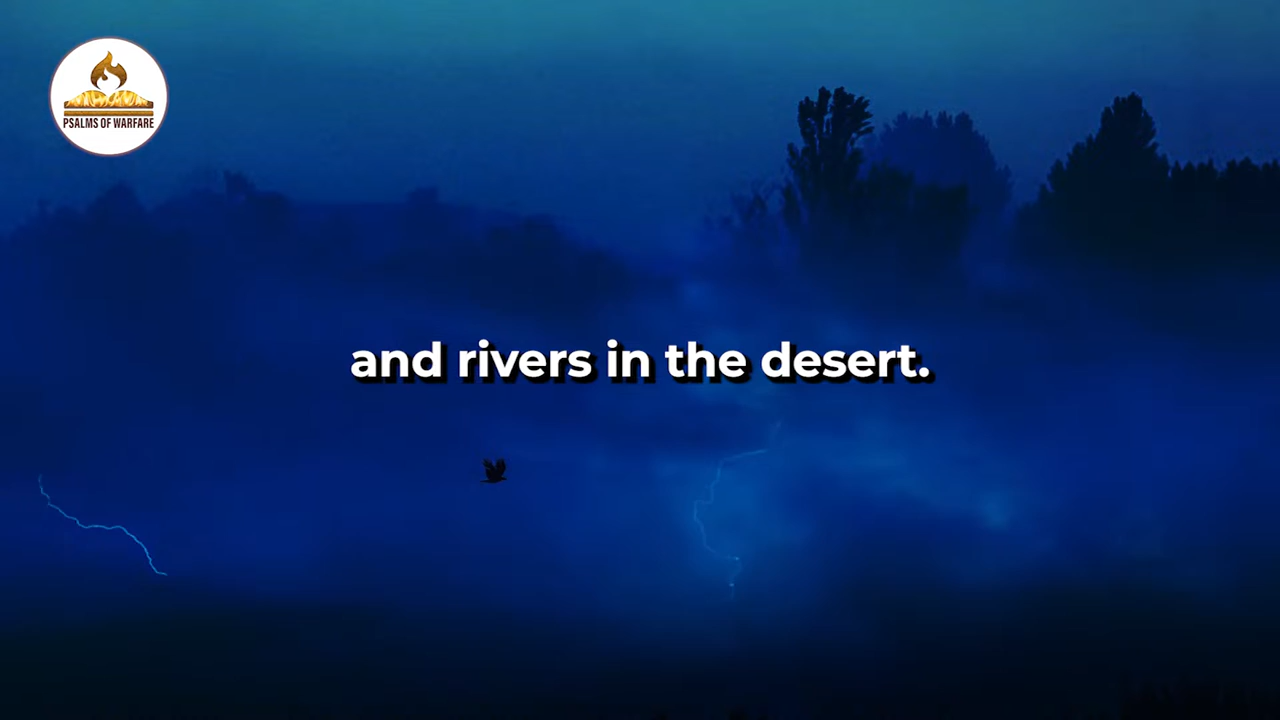 PSALMS OF WARFARE
and rivers in the desert.